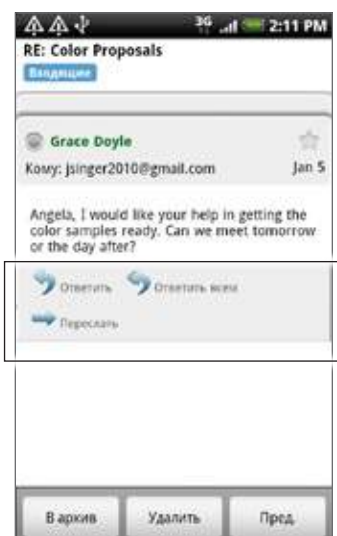 3G 2:11 PM
RE: Color Proposals
Входящие
Grace Doyle
Кому: jsinger2010@gmail.com Jan 5
Angela, I would like your help in getting the
color samples ready. Can we meet tomorrow
or the day after?
Ответить Ответить всем
Переслать
В архив Удалить Пред.